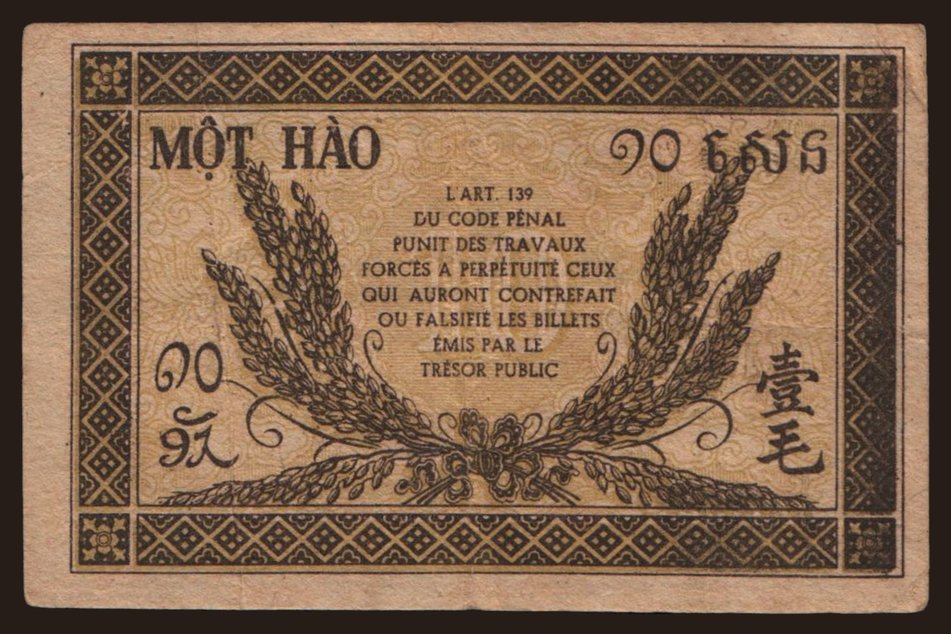 MỘT HÀO
១០ សេន
L'ART. 139
DU CODE PÉNAL
PUNIT DES TRAVAUX
FORCÉS A PERPÉTUITÉ CEUX
QUI AURONT CONTREFAIT
OU FALSIFIÉ LES BILLETS
ÉMIS PAR LE
TRÉSOR PUBLIC
໑໐
壹毛